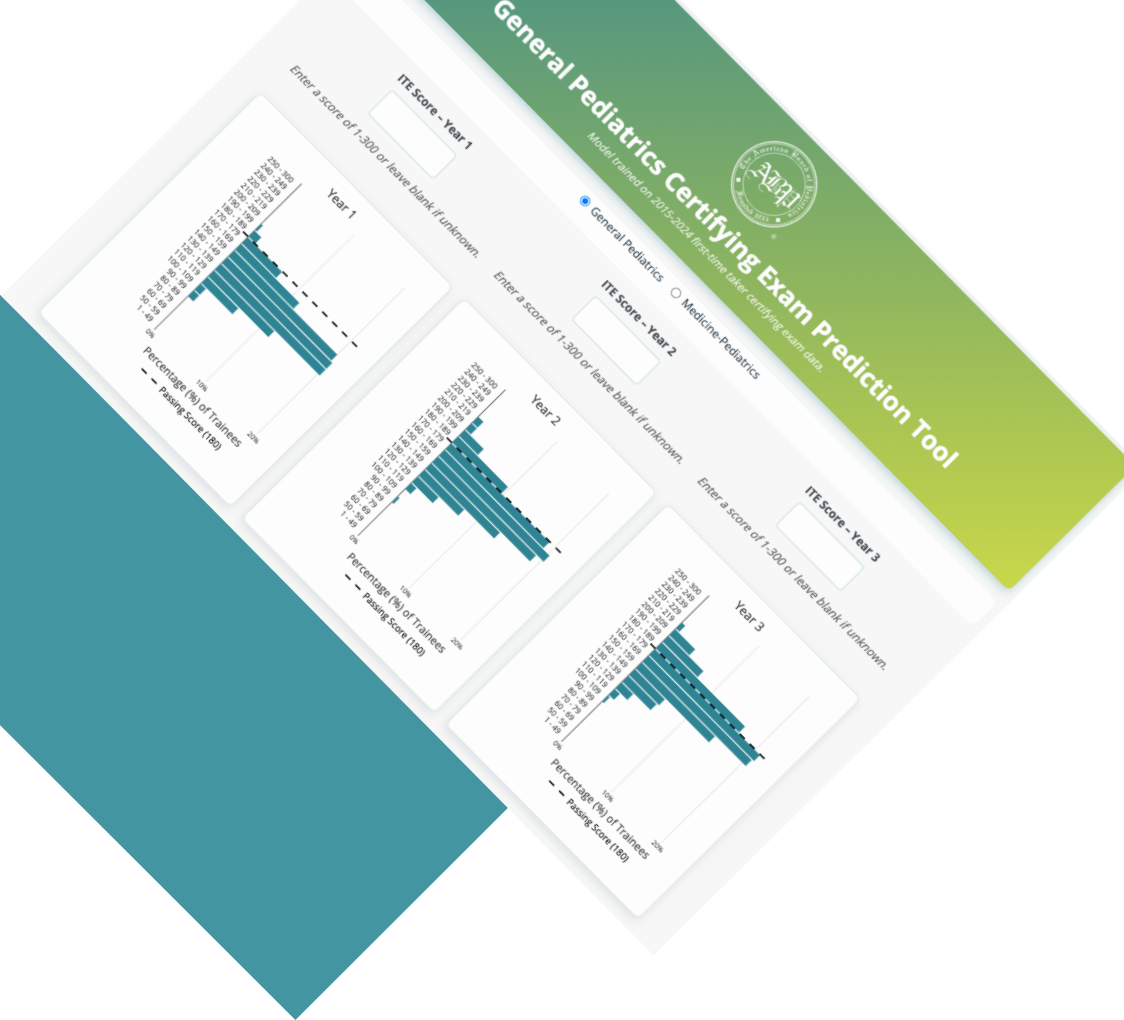 The American Board of Pediatrics
Founded 1933
ABP
®
General Pediatrics Certifying Exam Prediction Tool
Model trained on 2015-2024 first-time taker certifying exam data.
General Pediatrics
Medicine-Pediatrics
ITE Score – Year 1
Enter a score of 1-300 or leave blank if unknown.
Year 1
250 - 300
240 - 249
230 - 239
220 - 229
210 - 219
200 - 209
190 - 199
180 - 189
170 - 179
160 - 169
150 - 159
140 - 149
130 - 139
120 - 129
110 - 119
100 - 109
90 - 99
80 - 89
70 - 79
60 - 69
50 - 59
1 - 49
0%
10%
20%
Percentage (%) of Trainees
Passing Score (180)
ITE Score – Year 2
Enter a score of 1-300 or leave blank if unknown.
Year 2
250 - 300
240 - 249
230 - 239
220 - 229
210 - 219
200 - 209
190 - 199
180 - 189
170 - 179
160 - 169
150 - 159
140 - 149
130 - 139
120 - 129
110 - 119
100 - 109
90 - 99
80 - 89
70 - 79
60 - 69
50 - 59
1 - 49
0%
10%
20%
Percentage (%) of Trainees
Passing Score (180)
ITE Score – Year 3
Enter a score of 1-300 or leave blank if unknown.
Year 3
250 - 300
240 - 249
230 - 239
220 - 229
210 - 219
200 - 209
190 - 199
180 - 189
170 - 179
160 - 169
150 - 159
140 - 149
130 - 139
120 - 129
110 - 119
100 - 109
90 - 99
80 - 89
70 - 79
60 - 69
50 - 59
1 - 49
0%
10%
20%
Percentage (%) of Trainees
Passing Score (180)